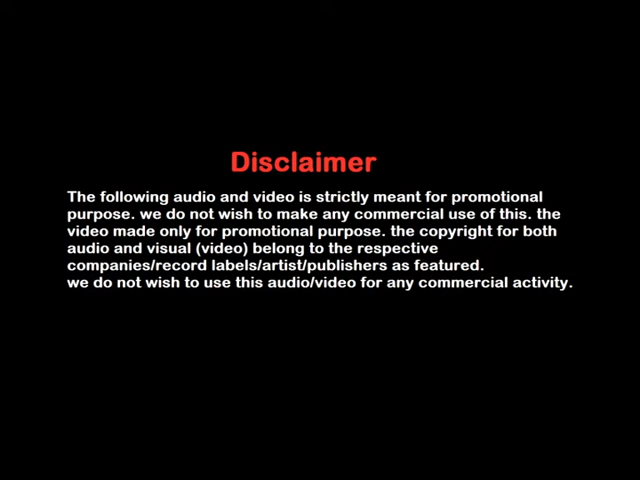 Disclaimer
The following audio and video is strictly meant for promotional
purpose. we do not wish to make any commercial use of this. the
video made only for promotional purpose. the copyright for both
audio and visual (video) belong to the respective
companies/record labels/artist/publishers as featured.
we do not wish to use this audio/video for any commercial activity.